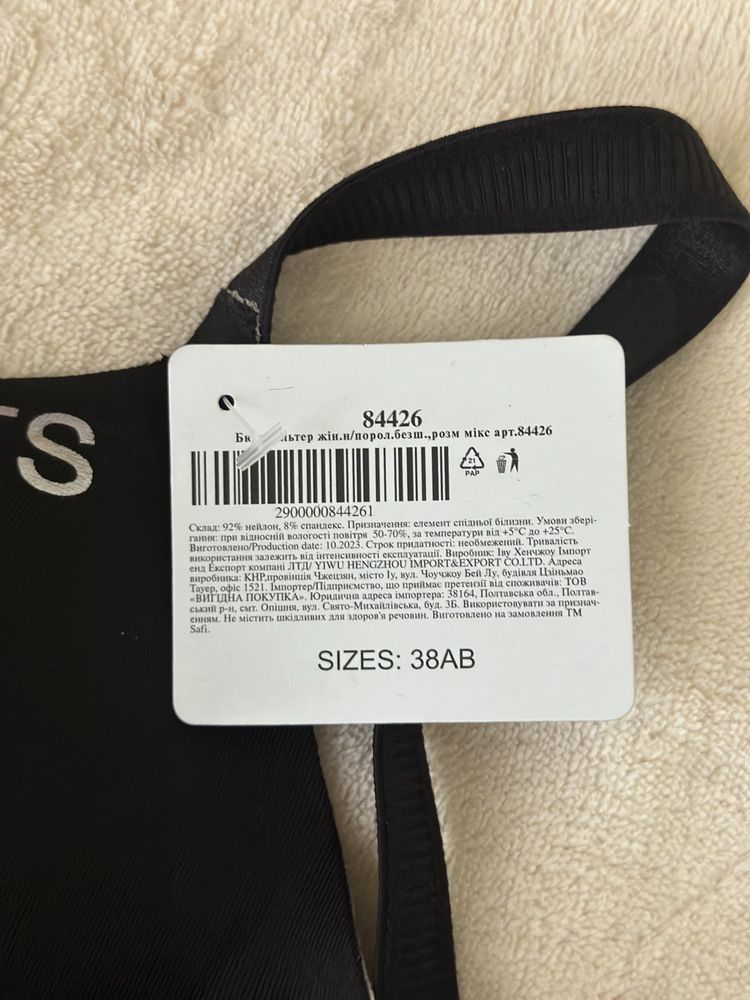 TS
84426
жін.н/порол.безш.,розм мікс арт.84426
21
PAP
2900000844261
Склад: 92% нейлон, 8% спандекс. Призначення: елемент спідньої білизни. Умови збері-
гання: при відносній вологості повітря 50-70%, за температури від +5°C до +25°C.
Виготовлено/Production date: 10.2023. Строк придатності: необмежений. Тривалість
використання залежить від інтенсивності експлуатації. Виробник: Іву Хенчжоу Імпорт
енд Експорт компані ЛТД/ YIWU HENGZHOU IMPORT&EXPORT CO.LTD. Адреса
виробника: КНР,провінція Чжецзян, місто Іу, вул. Чоучжоу Бей Лу, будівля Цзіньмао
Тауер, офіс 1521. Імпортер/Підприємство, що приймає претензії від споживачів: ТОВ
«ВИГІДНА ПОКУПКА». Юридична адреса імпортера: 38164, Полтавська обл., Полтав-
ський р-н, смт. Опішня, вул. Свято-Михайлівська, буд. 3Б. Використовувати за призначен-
енням. Не містить шкідливих для здоров'я речовин. Виготовлено на замовлення ТМ
Safi.
SIZES: 38AB